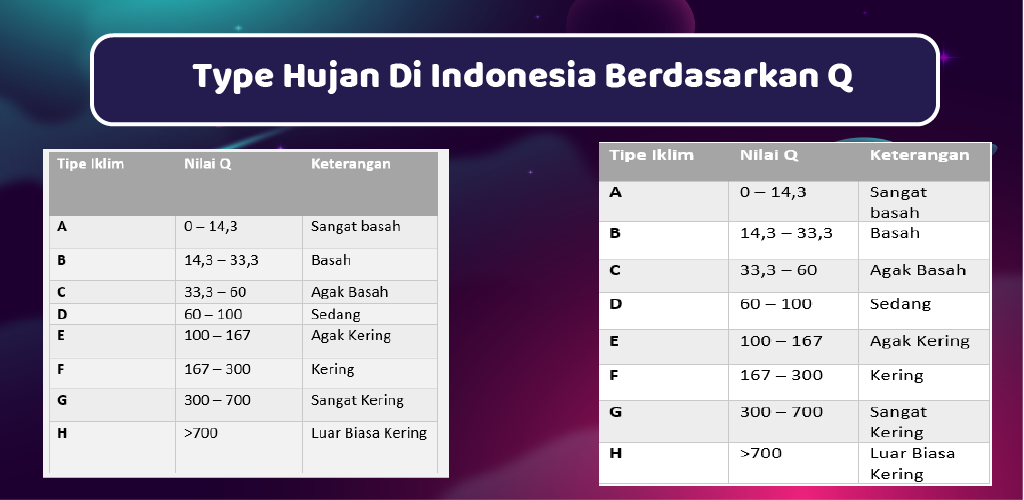 Type Hujan Di Indonesia Berdasarkan Q
Tipe Iklim Nilai Q Keterangan
A 0 – 14,3 Sangat basah
B 14,3 – 33,3 Basah
C 33,3 – 60 Agak Basah
D 60 – 100 Sedang
E 100 – 167 Agak Kering
F 167 – 300 Kering
G 300 – 700 Sangat Kering
H >700 Luar Biasa Kering
Tipe Iklim Nilai Q Keterangan
A 0 – 14,3 Sangat
basah
B 14,3 – 33,3 Basah
C 33,3 – 60 Agak Basah
D 60 – 100 Sedang
E 100 – 167 Agak Kering
F 167 – 300 Kering
G 300 – 700 Sangat
Kering
H >700 Luar Biasa
Kering